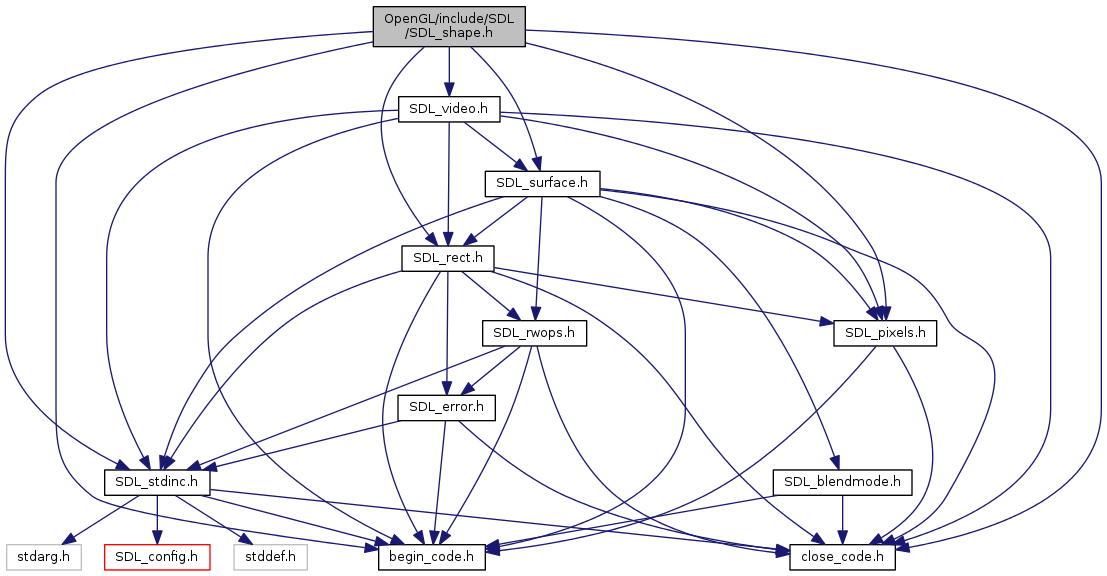 OpenGL/include/SDL
/SDL_shape.h
SDL_video.h
SDL_surface.h
SDL_rect.h
SDL_rwops.h
SDL_pixels.h
SDL_error.h
SDL_stdinc.h
SDL_blendmode.h
stdarg.h
SDL_config.h
stddef.h
begin_code.h
close_code.h